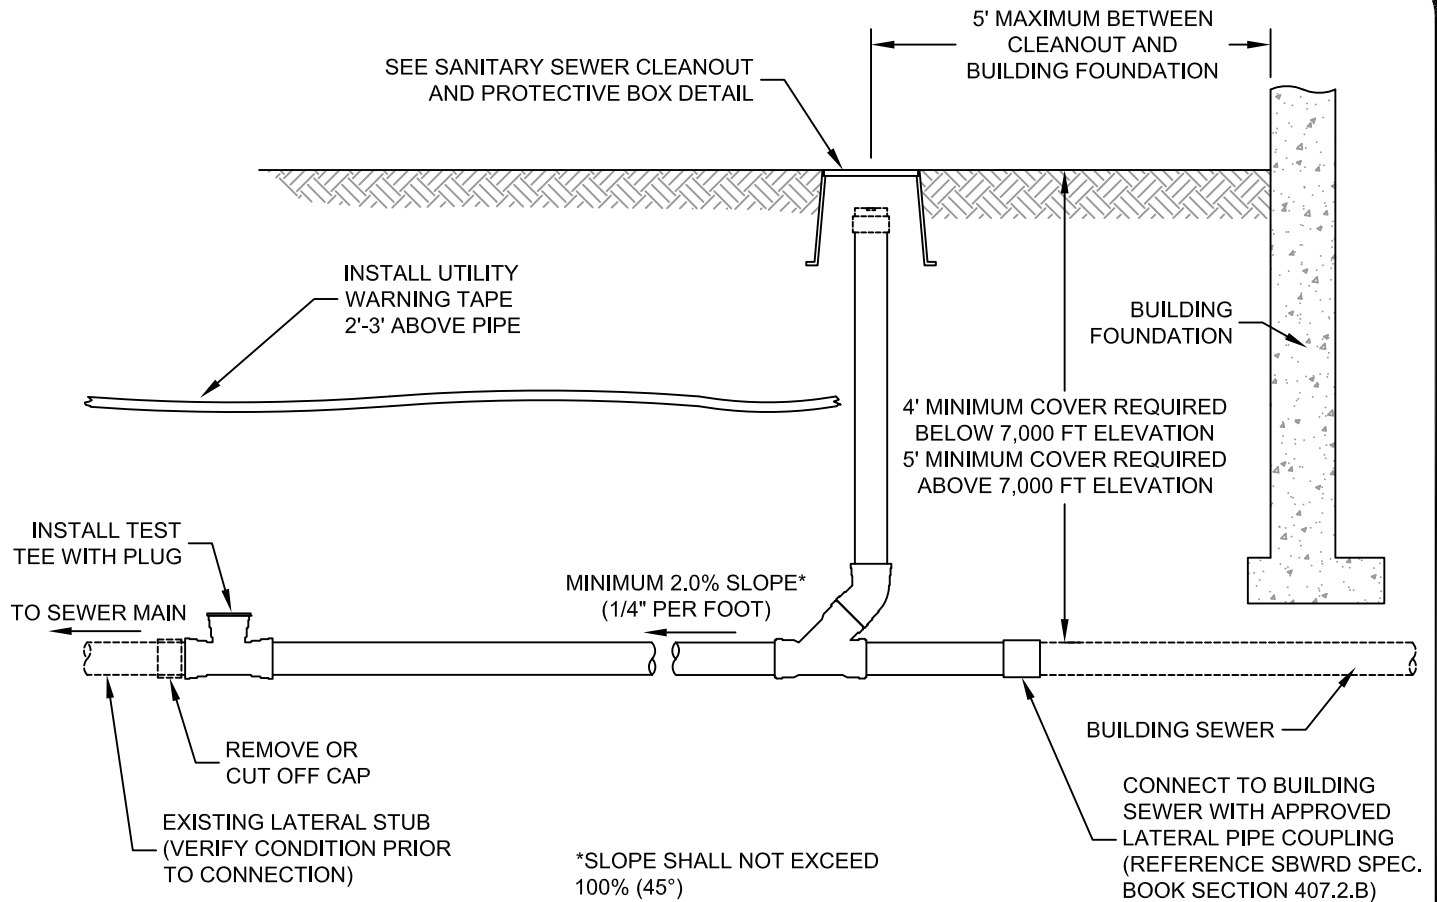 5' MAXIMUM BETWEEN
CLEANOUT AND
BUILDING FOUNDATION
SEE SANITARY SEWER CLEANOUT
AND PROTECTIVE BOX DETAIL
INSTALL UTILITY
WARNING TAPE
2'-3' ABOVE PIPE
BUILDING
FOUNDATION
4' MINIMUM COVER REQUIRED
BELOW 7,000 FT ELEVATION
5' MINIMUM COVER REQUIRED
ABOVE 7,000 FT ELEVATION
INSTALL TEST
TEE WITH PLUG
TO SEWER MAIN
MINIMUM 2.0% SLOPE*
(1/4" PER FOOT)
REMOVE OR
CUT OFF CAP
EXISTING LATERAL STUB
(VERIFY CONDITION PRIOR
TO CONNECTION)
*SLOPE SHALL NOT EXCEED
100% (45°)
BUILDING SEWER
CONNECT TO BUILDING
SEWER WITH APPROVED
LATERAL PIPE COUPLING
(REFERENCE SBWRD SPEC.
BOOK SECTION 407.2.B)